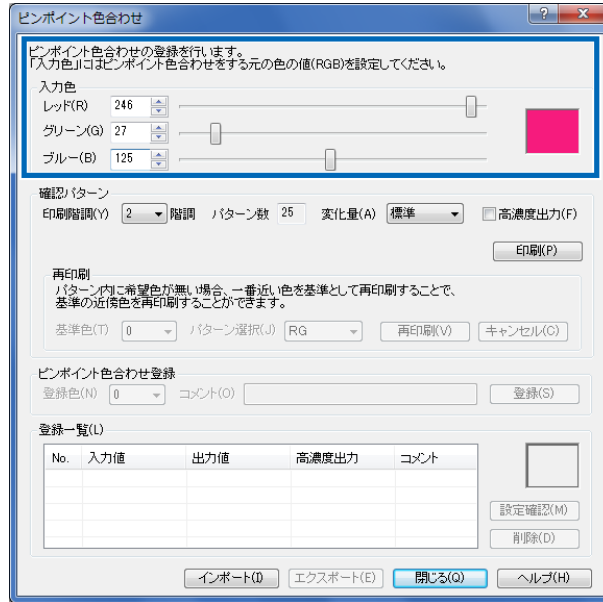 ピンポイント色合わせ
ピンポイント色合わせの登録を行います。
「入力色」にはピンポイント色合わせをする元の色の値(RGB)を設定してください。
入力色
レッド(R) 246
グリーン(G) 27
ブルー(B) 125
確認パターン
印刷階調(Y) 2 階調 パターン数 25 変化量(A) 標準 高濃度出力(F)
印刷(P)
再印刷
パターン内に希望色が無い場合、一番近い色を基準として再印刷することで、
基準の近傍色を再印刷することができます。
基準色(T) 0 パターン選択(J) RG 再印刷(V) キャンセル(C)
ピンポイント色合わせ登録
登録色(N) 0 コメント(O) 登録(S)
登録一覧(L)
No. 入力値 出力値 高濃度出力 コメント
設定確認(M)
削除(D)
インポート(I) エクスポート(E) 閉じる(Q) ヘルプ(H)